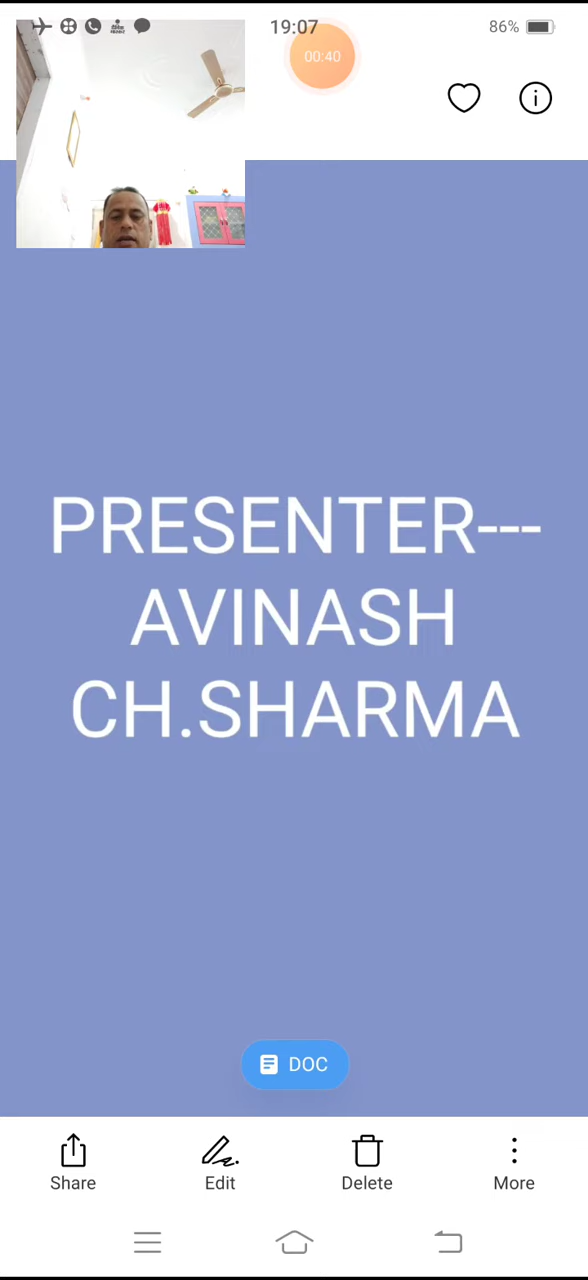 19:07
86%
00:40
PRESENTER---
AVINASH
CH.SHARMA
DOC
Share
Edit
Delete
More